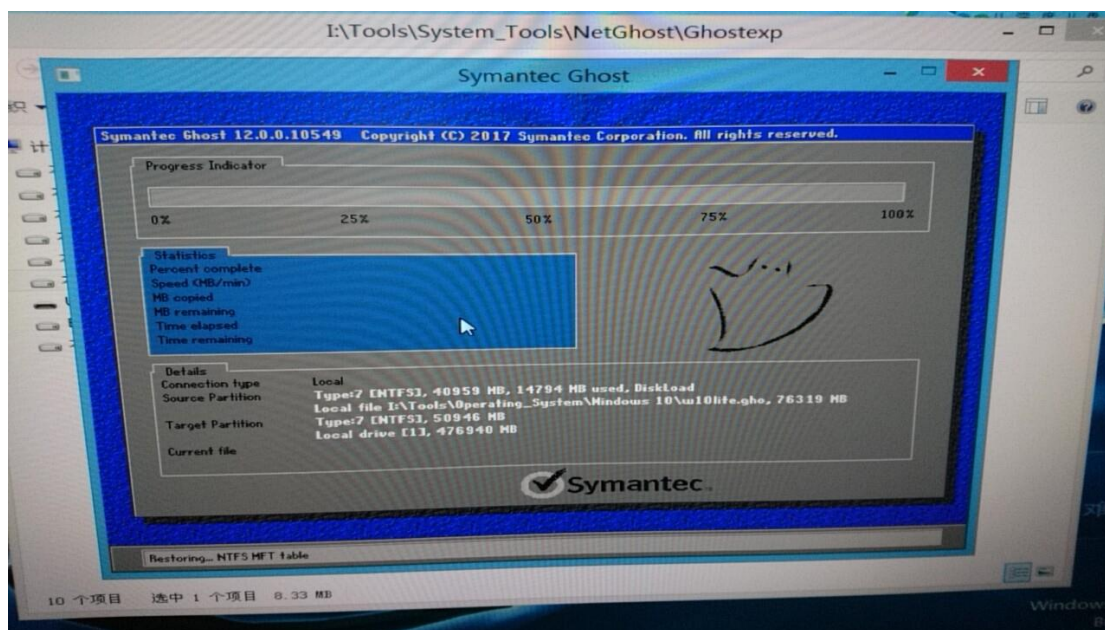 I:\Tools\System_Tools\NetGhost\Ghostexp
Symantec Ghost
Symantec Ghost 12.0.0.10549 Copyright (C) 2017 Symantec Corporation. All rights reserved.
Progress Indicator
0% 25% 50% 75% 100%
Statistics
Percent complete
Speed (MB/min)
MB copied
MB remaining
Time elapsed
Time remaining
Details
Connection type Local
Source Partition Type:7 [NTFS], 40959 MB, 14794 MB used, DiskLoad
Local file I:\Tools\Operating_System\Windows 10\w10life.gho, 76319 MB
Target Partition Type:7 [NTFS], 50946 MB
Local drive [1], 476940 MB
Current file
Symantec.
Restoring... NTFS MFT table
10 个项目 选中 1 个项目 8.33 MB
Window